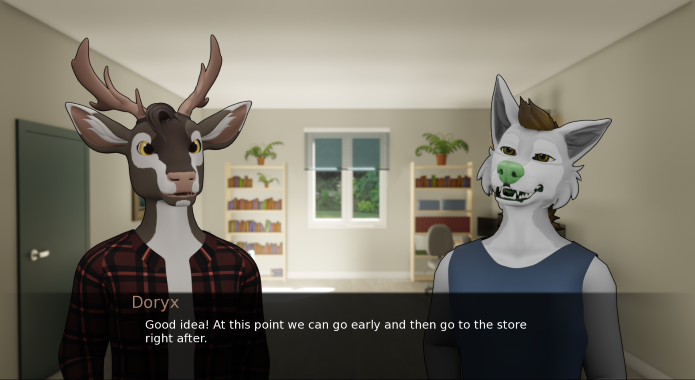 Doryx
Good idea! At this point we can go early and then go to the store
right after.